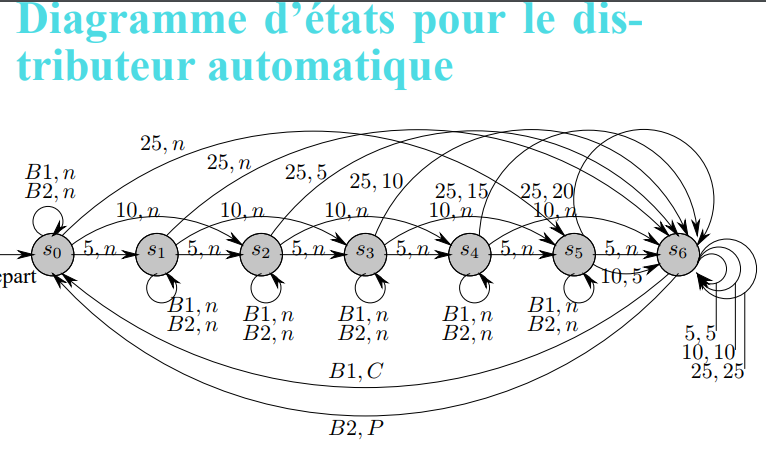 Diagramme d'états pour le dis-
tributeur automatique
25, n
25, n
B1, n
B2, n
25, 5
25, 10
25, 15
25, 20
10, n
10, n
10, n
10, n
10, n
s0
5, n
s1
5, n
s2
5, n
s3
5, n
s4
5, n
s5
5, n
s6
épart
10, 5
B1, n
B2, n
B1, n
B2, n
B1, n
B2, n
B1, n
B2, n
B1, n
B2, n
5, 5
10, 10
25, 25
B1, C
B2, P